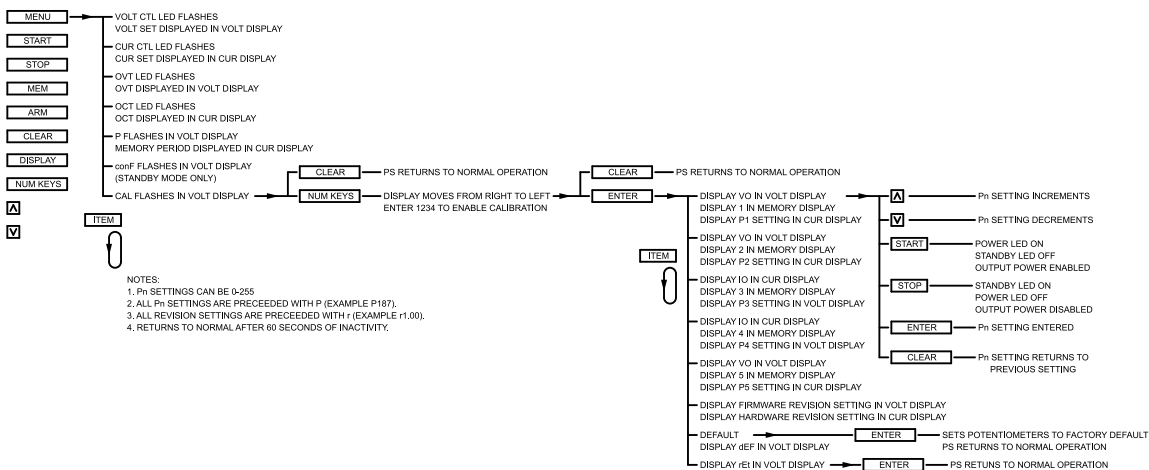 MENU
START
STOP
MEM
ARM
CLEAR
DISPLAY
NUM KEYS
VOLT CTL LED FLASHES
VOLT SET DISPLAYED IN VOLT DISPLAY
CUR CTL LED FLASHES
CUR SET DISPLAYED IN CUR DISPLAY
OVT LED FLASHES
OVT DISPLAYED IN VOLT DISPLAY
OCT LED FLASHES
OCT DISPLAYED IN CUR DISPLAY
P FLASHES IN VOLT DISPLAY
MEMORY PERIOD DISPLAYED IN CUR DISPLAY
conF FLASHES IN VOLT DISPLAY
(STANDBY MODE ONLY)
CAL FLASHES IN VOLT DISPLAY
ITEM
CLEAR
PS RETURNS TO NORMAL OPERATION
NUM KEYS
DISPLAY MOVES FROM RIGHT TO LEFT
ENTER 1234 TO ENABLE CALIBRATION
CLEAR
PS RETURNS TO NORMAL OPERATION
ENTER
ITEM
DISPLAY VO IN VOLT DISPLAY
DISPLAY 1 IN MEMORY DISPLAY
DISPLAY P1 SETTING IN CUR DISPLAY
DISPLAY VO IN VOLT DISPLAY
DISPLAY 2 IN MEMORY DISPLAY
DISPLAY P2 SETTING IN CUR DISPLAY
DISPLAY IO IN CUR DISPLAY
DISPLAY 3 IN MEMORY DISPLAY
DISPLAY P3 SETTING IN VOLT DISPLAY
DISPLAY IO IN CUR DISPLAY
DISPLAY 4 IN MEMORY DISPLAY
DISPLAY P4 SETTING IN VOLT DISPLAY
DISPLAY VO IN VOLT DISPLAY
DISPLAY 5 IN MEMORY DISPLAY
DISPLAY P5 SETTING IN CUR DISPLAY
DISPLAY FIRMWARE REVISION SETTING IN VOLT DISPLAY
DISPLAY HARDWARE REVISION SETTING IN CUR DISPLAY
DEFAULT
DISPLAY dEF IN VOLT DISPLAY
ENTER
SETS POTENTIOMETERS TO FACTORY DEFAULT
PS RETURNS TO NORMAL OPERATION
DISPLAY rEt IN VOLT DISPLAY
ENTER
PS RETUNS TO NORMAL OPERATION
Pn SETTING INCREMENTS
Pn SETTING DECREMENTS
START
POWER LED ON
STANDBY LED OFF
OUTPUT POWER ENABLED
STOP
STANDBY LED ON
POWER LED OFF
OUTPUT POWER DISABLED
ENTER
Pn SETTING ENTERED
CLEAR
Pn SETTING RETURNS TO
PREVIOUS SETTING
NOTES:
1. Pn SETTINGS CAN BE 0-255
2. ALL Pn SETTINGS ARE PRECEEDED WITH P (EXAMPLE P187).
3. ALL REVISION SETTINGS ARE PRECEEDED WITH r (EXAMPLE r1.00).
4. RETURNS TO NORMAL AFTER 60 SECONDS OF INACTIVITY.